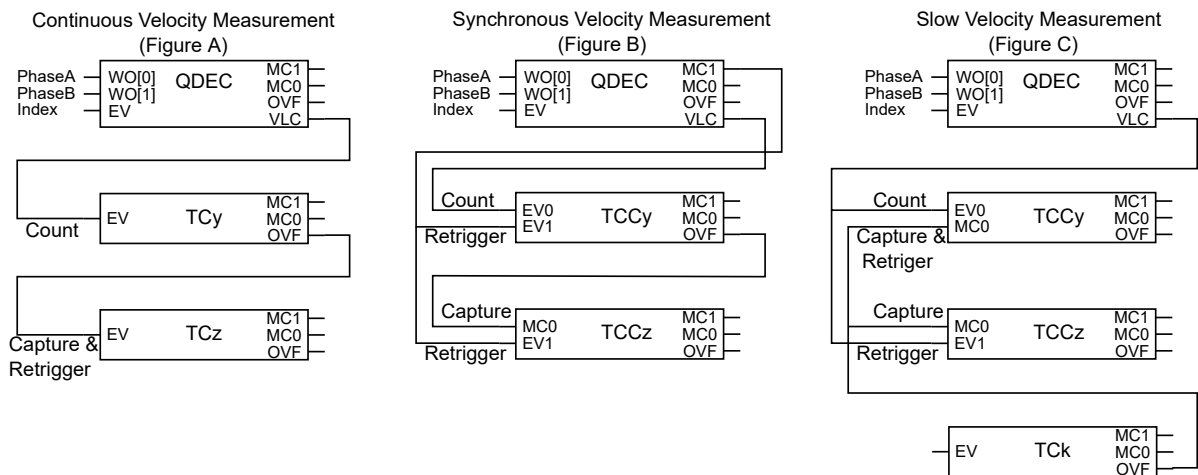 Continuous Velocity Measurement
(Figure A)
PhaseA
PhaseB
Index
WO[0]
WO[1]
EV
QDEC
MC1
MC0
OVF
VLC
Count
EV
TCy
MC1
MC0
OVF
Capture &
Retrigger
EV
TCz
MC1
MC0
OVF
Synchronous Velocity Measurement
(Figure B)
PhaseA
PhaseB
Index
WO[0]
WO[1]
EV
QDEC
MC1
MC0
OVF
VLC
Count
Retrigger
EV0
EV1
TCCy
MC1
MC0
OVF
Capture
Retrigger
MC0
EV1
TCCz
MC1
MC0
OVF
Slow Velocity Measurement
(Figure C)
PhaseA
PhaseB
Index
WO[0]
WO[1]
EV
QDEC
MC1
MC0
OVF
VLC
Count
Capture &
Retriger
EV0
MC0
TCCy
MC1
MC0
OVF
Capture
Retrigger
MC0
EV1
TCCz
MC1
MC0
OVF
EV
TCk
MC1
MC0
OVF